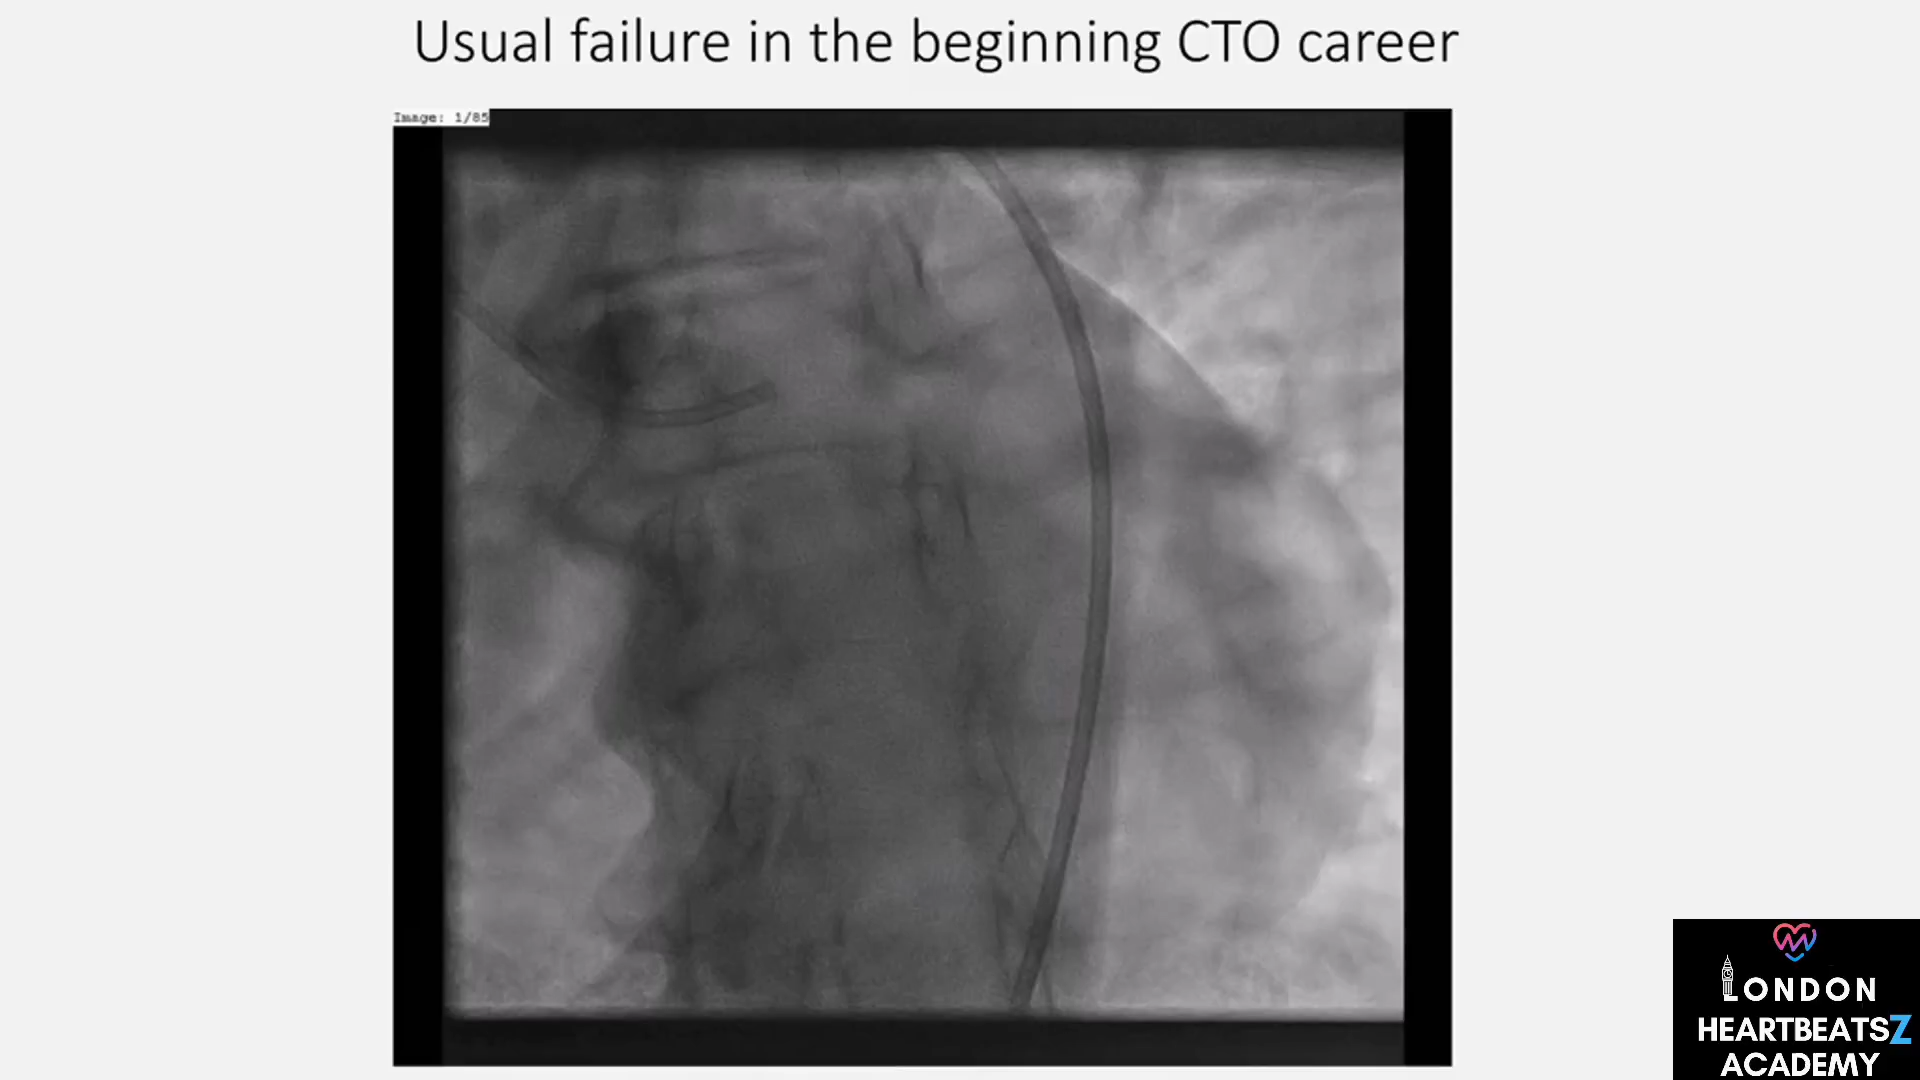 Usual failure in the beginning CTO career
Image: 1/85
LONDON
HEARTBEATSZ
ACADEMY